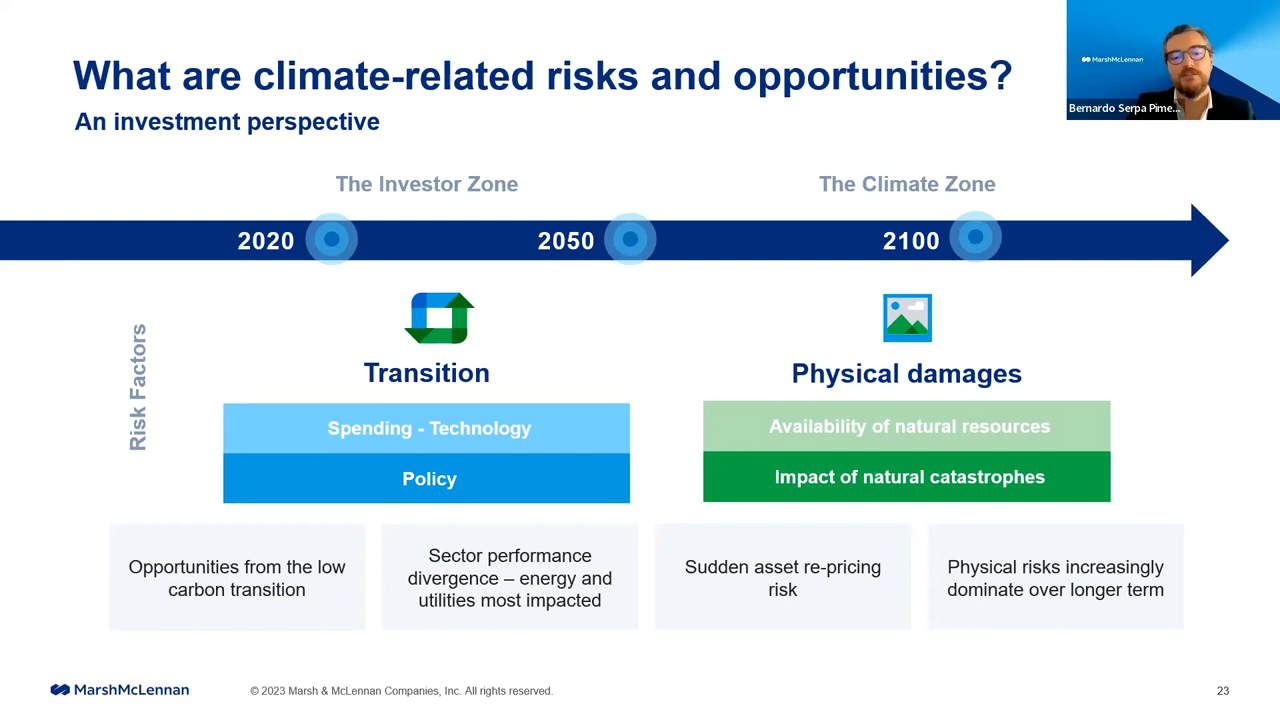 What are climate-related risks and opportunities?
An investment perspective
MarshMcLennan
Bernardo Serpa Pime...
The Investor Zone
The Climate Zone
2020
2050
2100
Risk Factors
Transition
Physical damages
Spending - Technology
Availability of natural resources
Policy
Impact of natural catastrophes
Opportunities from the low
carbon transition
Sector performance
divergence – energy and
utilities most impacted
Sudden asset re-pricing
risk
Physical risks increasingly
dominate over longer term
MarshMcLennan
© 2023 Marsh & McLennan Companies, Inc. All rights reserved.
23